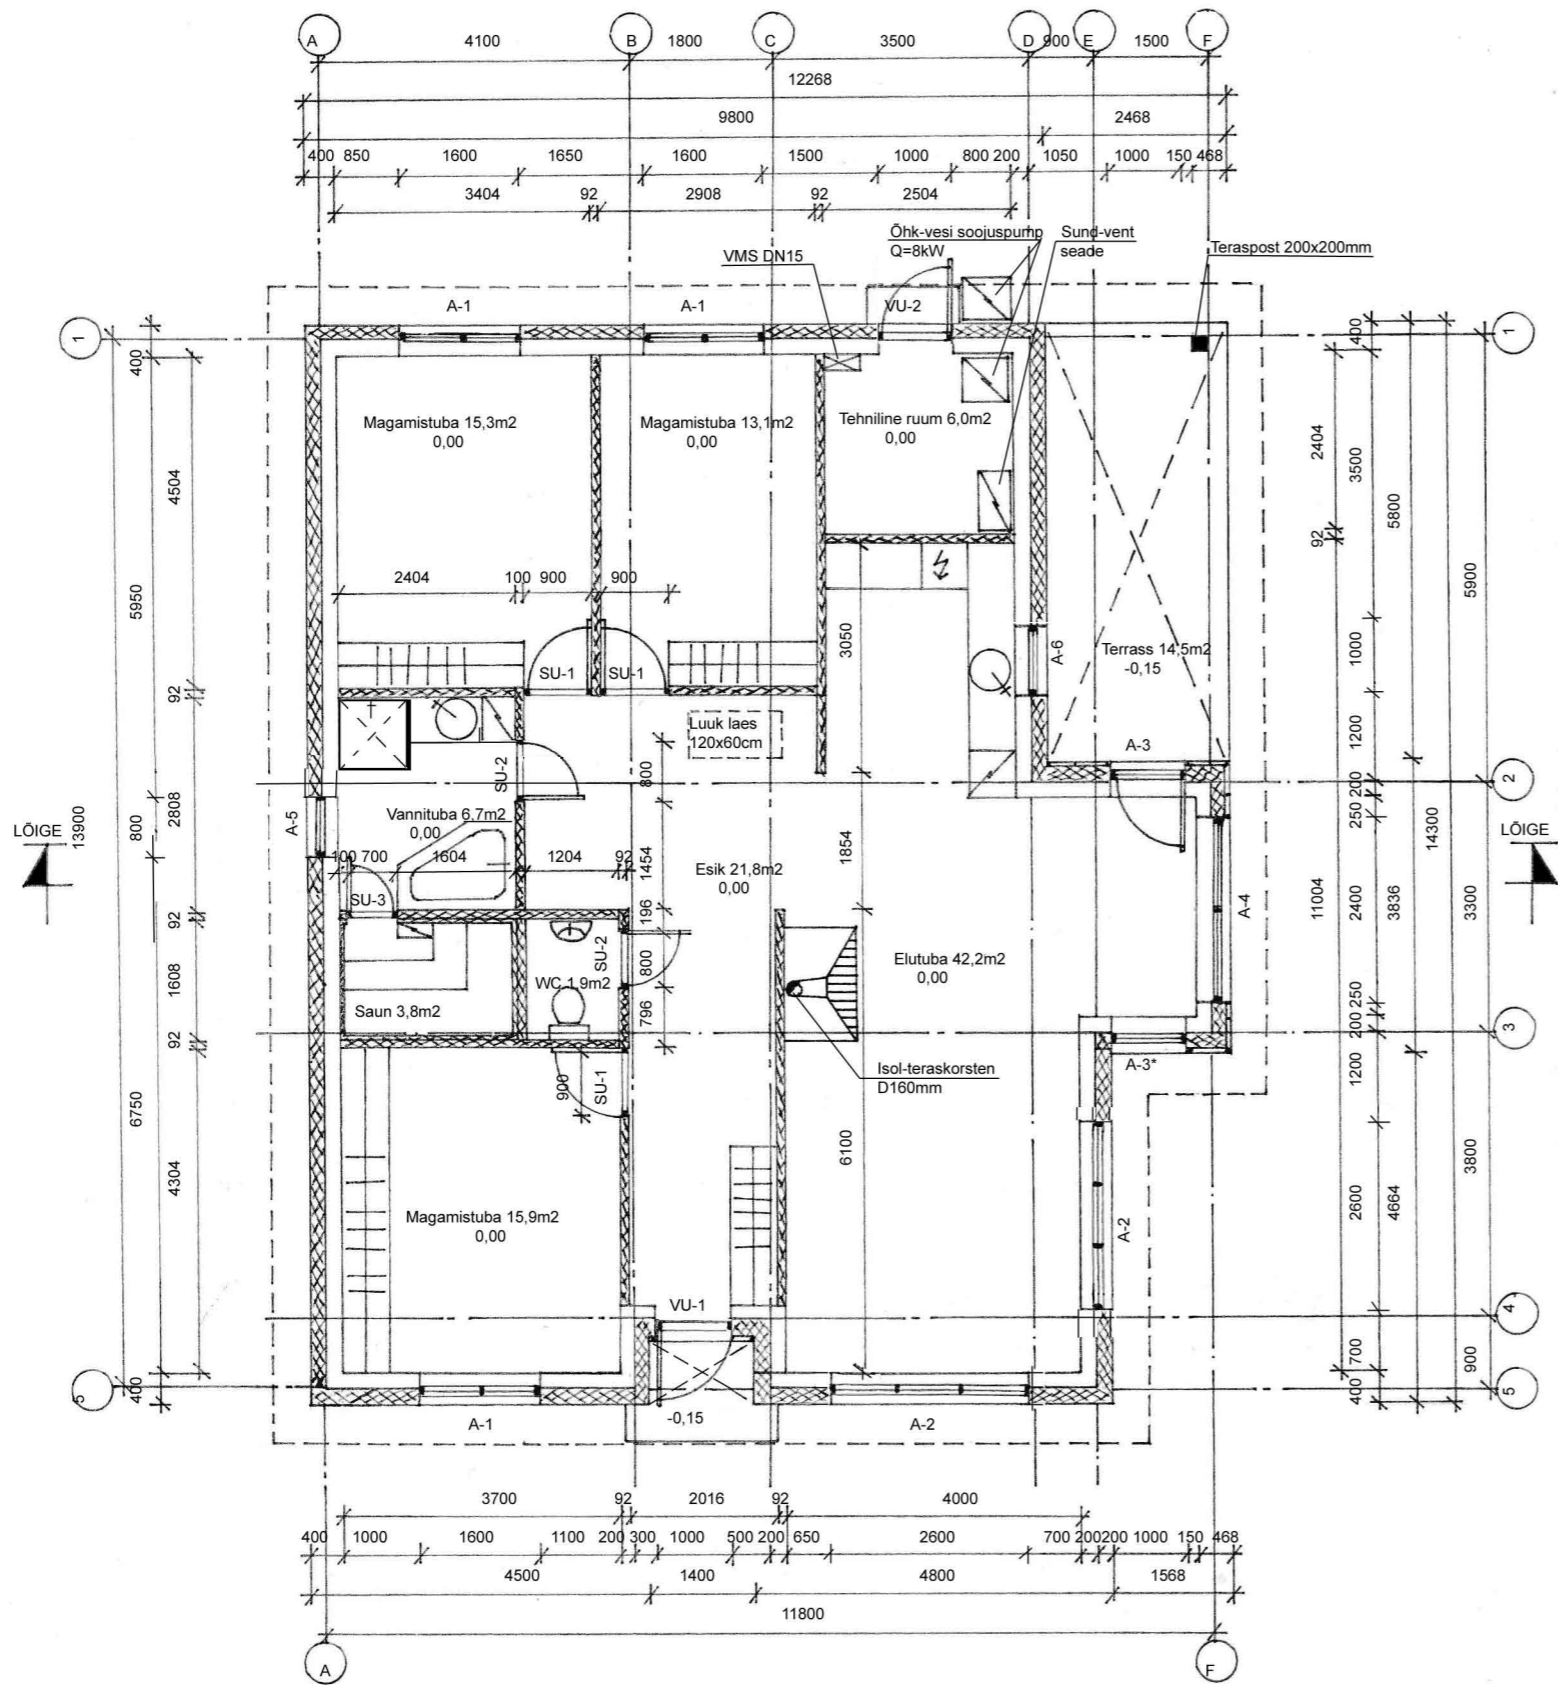 A B C D E F
4100 1800 3500 900 1500
12268
9800 2468
400 850 1600 1650 1600 1500 1000 800 200 1050 1000 150 468
3404 92 2908 92 2504
Õhk-vesi soojuspump
Q=8kW
Sund-vent
seade
VMS DN15
Teraspost 200x200mm
A-1 A-1 VU-2
1 1
Magamistuba 15,3m2
0,00
Magamistuba 13,1m2
0,00
Tehniline ruum 6,0m2
0,00
2404 100 900 900
SU-1 SU-1
3050
A-6
Terrass 14,5m2
-0,15
Luuk laes
120x60cm
A-3
SU-2
800
2
Vannituba 6,7m2
0,00
A-5
100 700 1604 1204 92
1454
1854
SU-3
Esik 21,8m2
0,00
196
A-4
LÕIGE
LÕIGE
SU-2
800
WC 1,9m2
Saun 3,8m2
796
Elutuba 42,2m2
0,00
3
Isol-teraskorsten
D160mm
A-3*
900
SU-1
6100
Magamistuba 15,9m2
0,00
A-2
VU-1
4
5 5
A-1
-0,15
A-2
13900
400
5950
800
6750
400
4504
92
2808
92
1608
92
4304
2404
92
11004
400
3500
1000
1200
200
250
2400
250
200
1200
2600
700
400
5800
3836
4664
14300
5900
3300
3800
900
3700 92 2016 92 4000
400 1000 1600 1100 200 300 1000 500 200 650 2600 700 200 200 1000 150 468
4500 1400 4800 1568
11800
A F